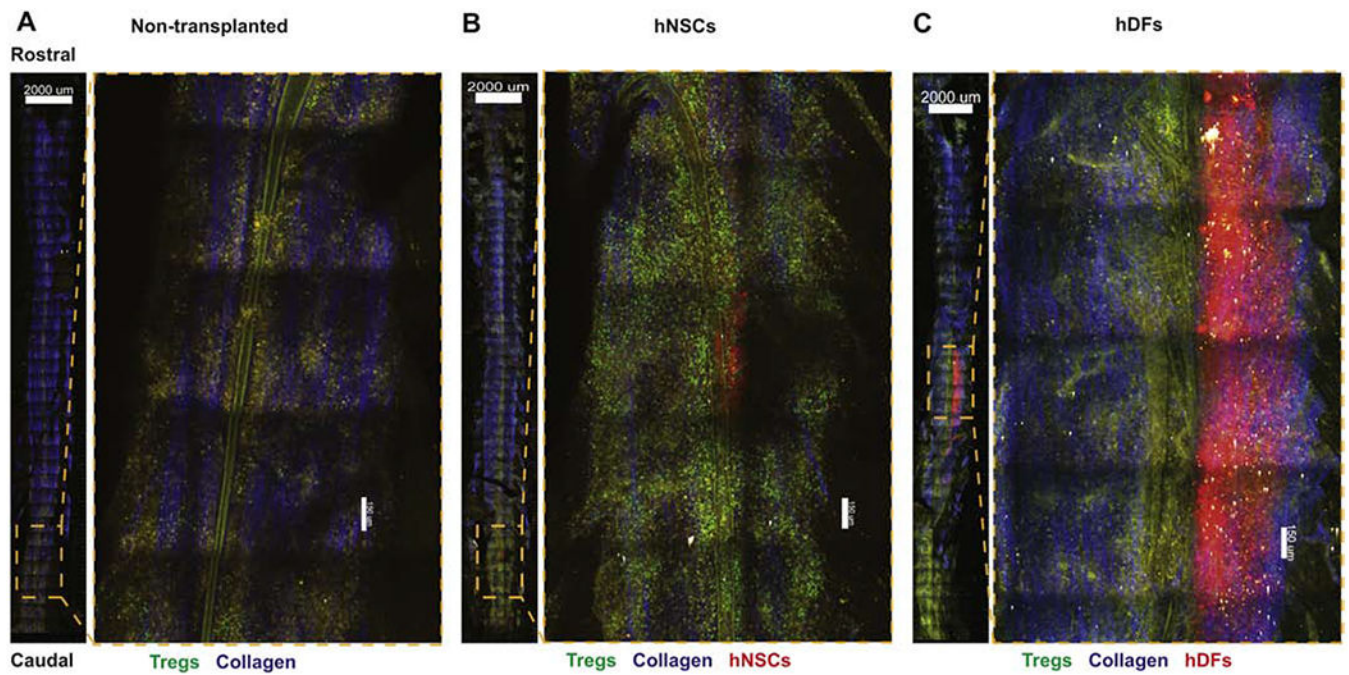 A
Non-transplanted
B
hNSCs
C
hDFs
Rostral
2000 um
2000 um
2000 um
150 um
150 um
150 um
Caudal
Tregs Collagen
Tregs Collagen hNSCs
Tregs Collagen hDFs